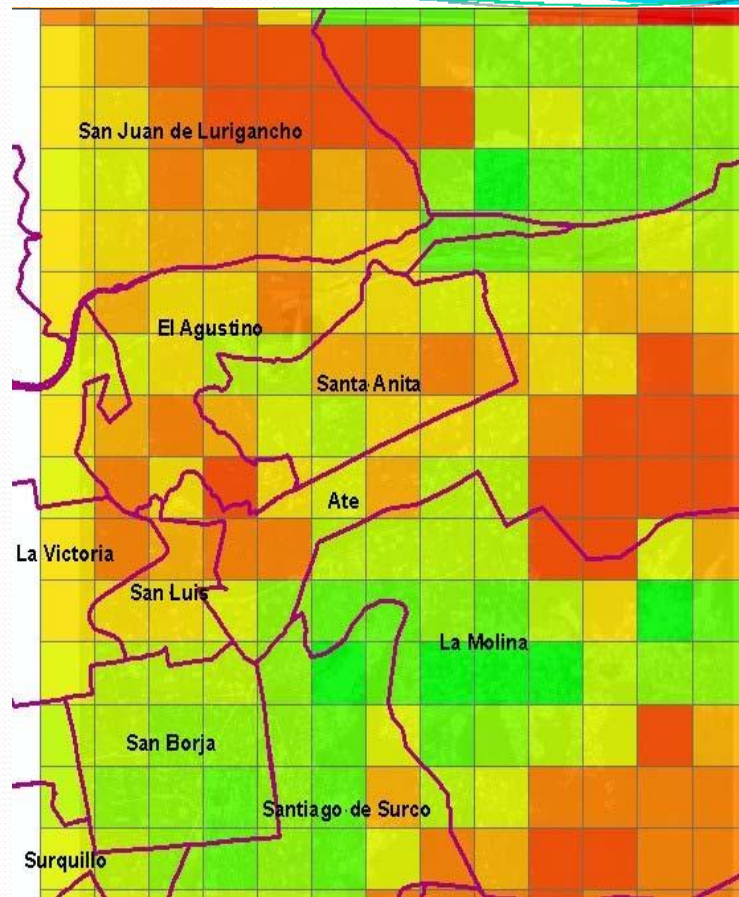 San Juan de Lurigancho
El Agustino
Santa Anita
Ate
La Victoria
San Luis
La Molina
San Borja
Santiago de Surco
Surquillo